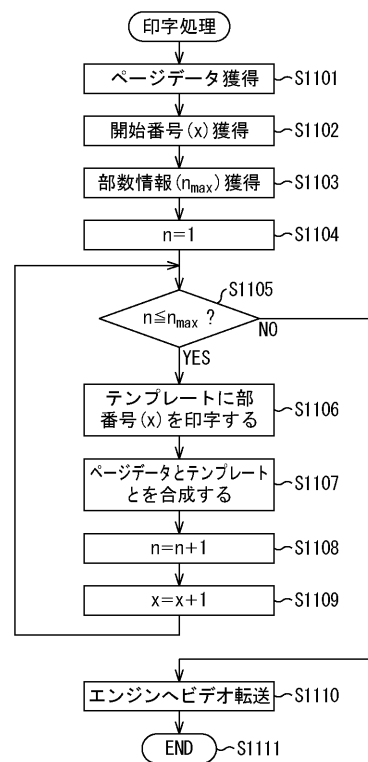 印字処理
ページデータ獲得 S1101
開始番号(x)獲得 S1102
部数情報(nmax)獲得 S1103
n=1 S1104
S1105
n≦nmax ?
NO
YES
テンプレートに部
番号(x)を印字する S1106
ページデータとテンプレート
とを合成する S1107
n=n+1 S1108
x=x+1 S1109
エンジンへビデオ転送 S1110
END S1111